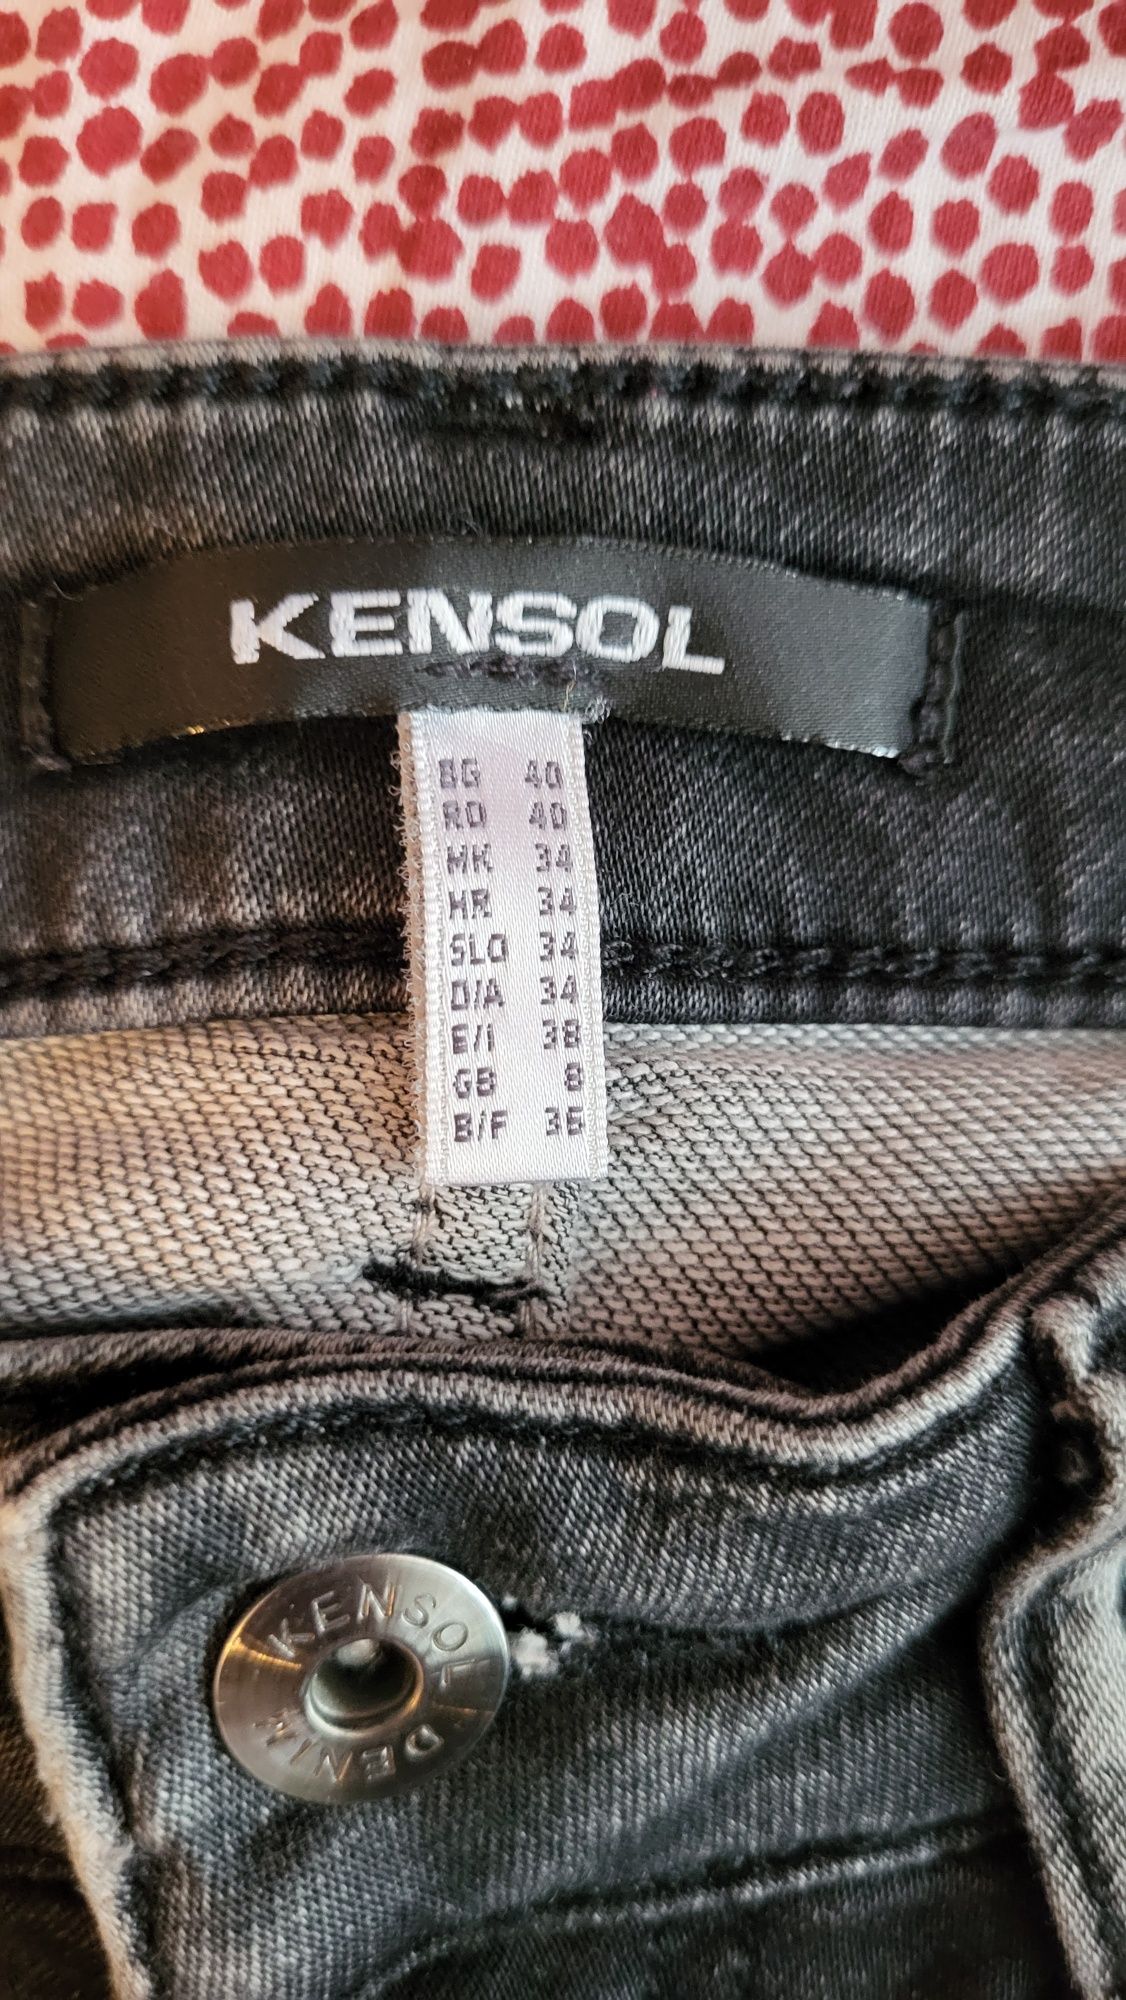 KENSOL
BG 40
RO 40
MK 34
HR 34
SLO 34
D/A 34
E/I 38
GB 8
B/F 36
KENSOL
DENIM